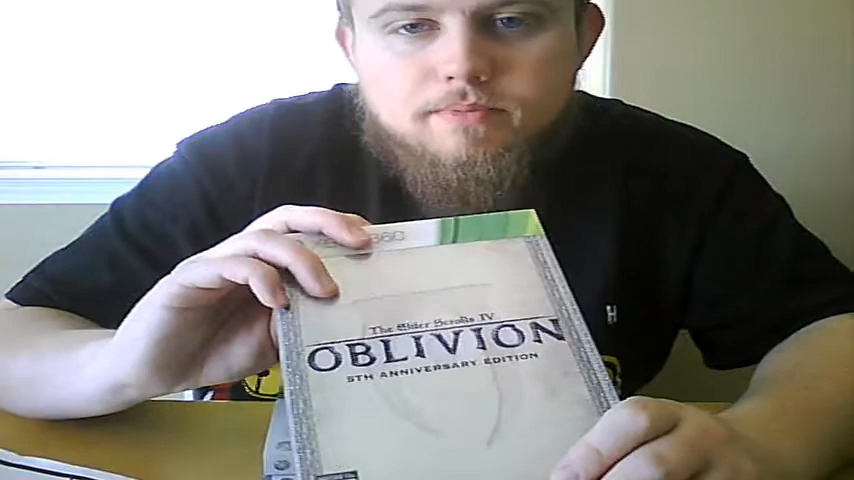 360
The Elder Scrolls IV
OBLIVION
5TH ANNIVERSARY EDITION
H